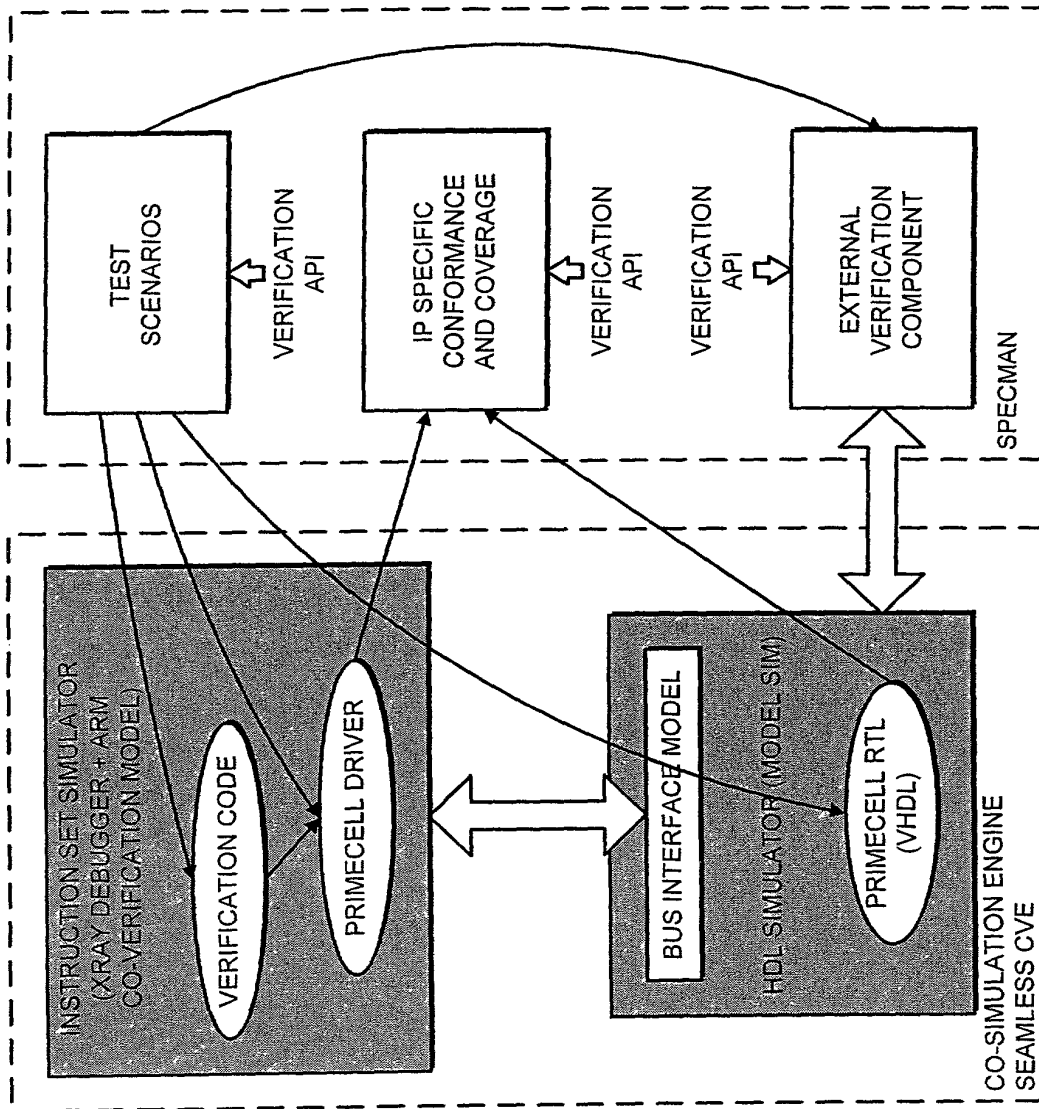 TEST
SCENARIOS
VERIFICATION
API
IP SPECIFIC
CONFORMANCE
AND COVERAGE
VERIFICATION
API
VERIFICATION
API
EXTERNAL
VERIFICATION
COMPONENT
SPECMAN
INSTRUCTION SET SIMULATOR
(XRAY DEBUGGER + ARM
CO-VERIFICATION MODEL)
VERIFICATION CODE
PRIMECELL DRIVER
BUS INTERFACE MODEL
HDL SIMULATOR (MODEL SIM)
PRIMECELL RTL
(VHDL)
CO-SIMULATION ENGINE
SEAMLESS CVE